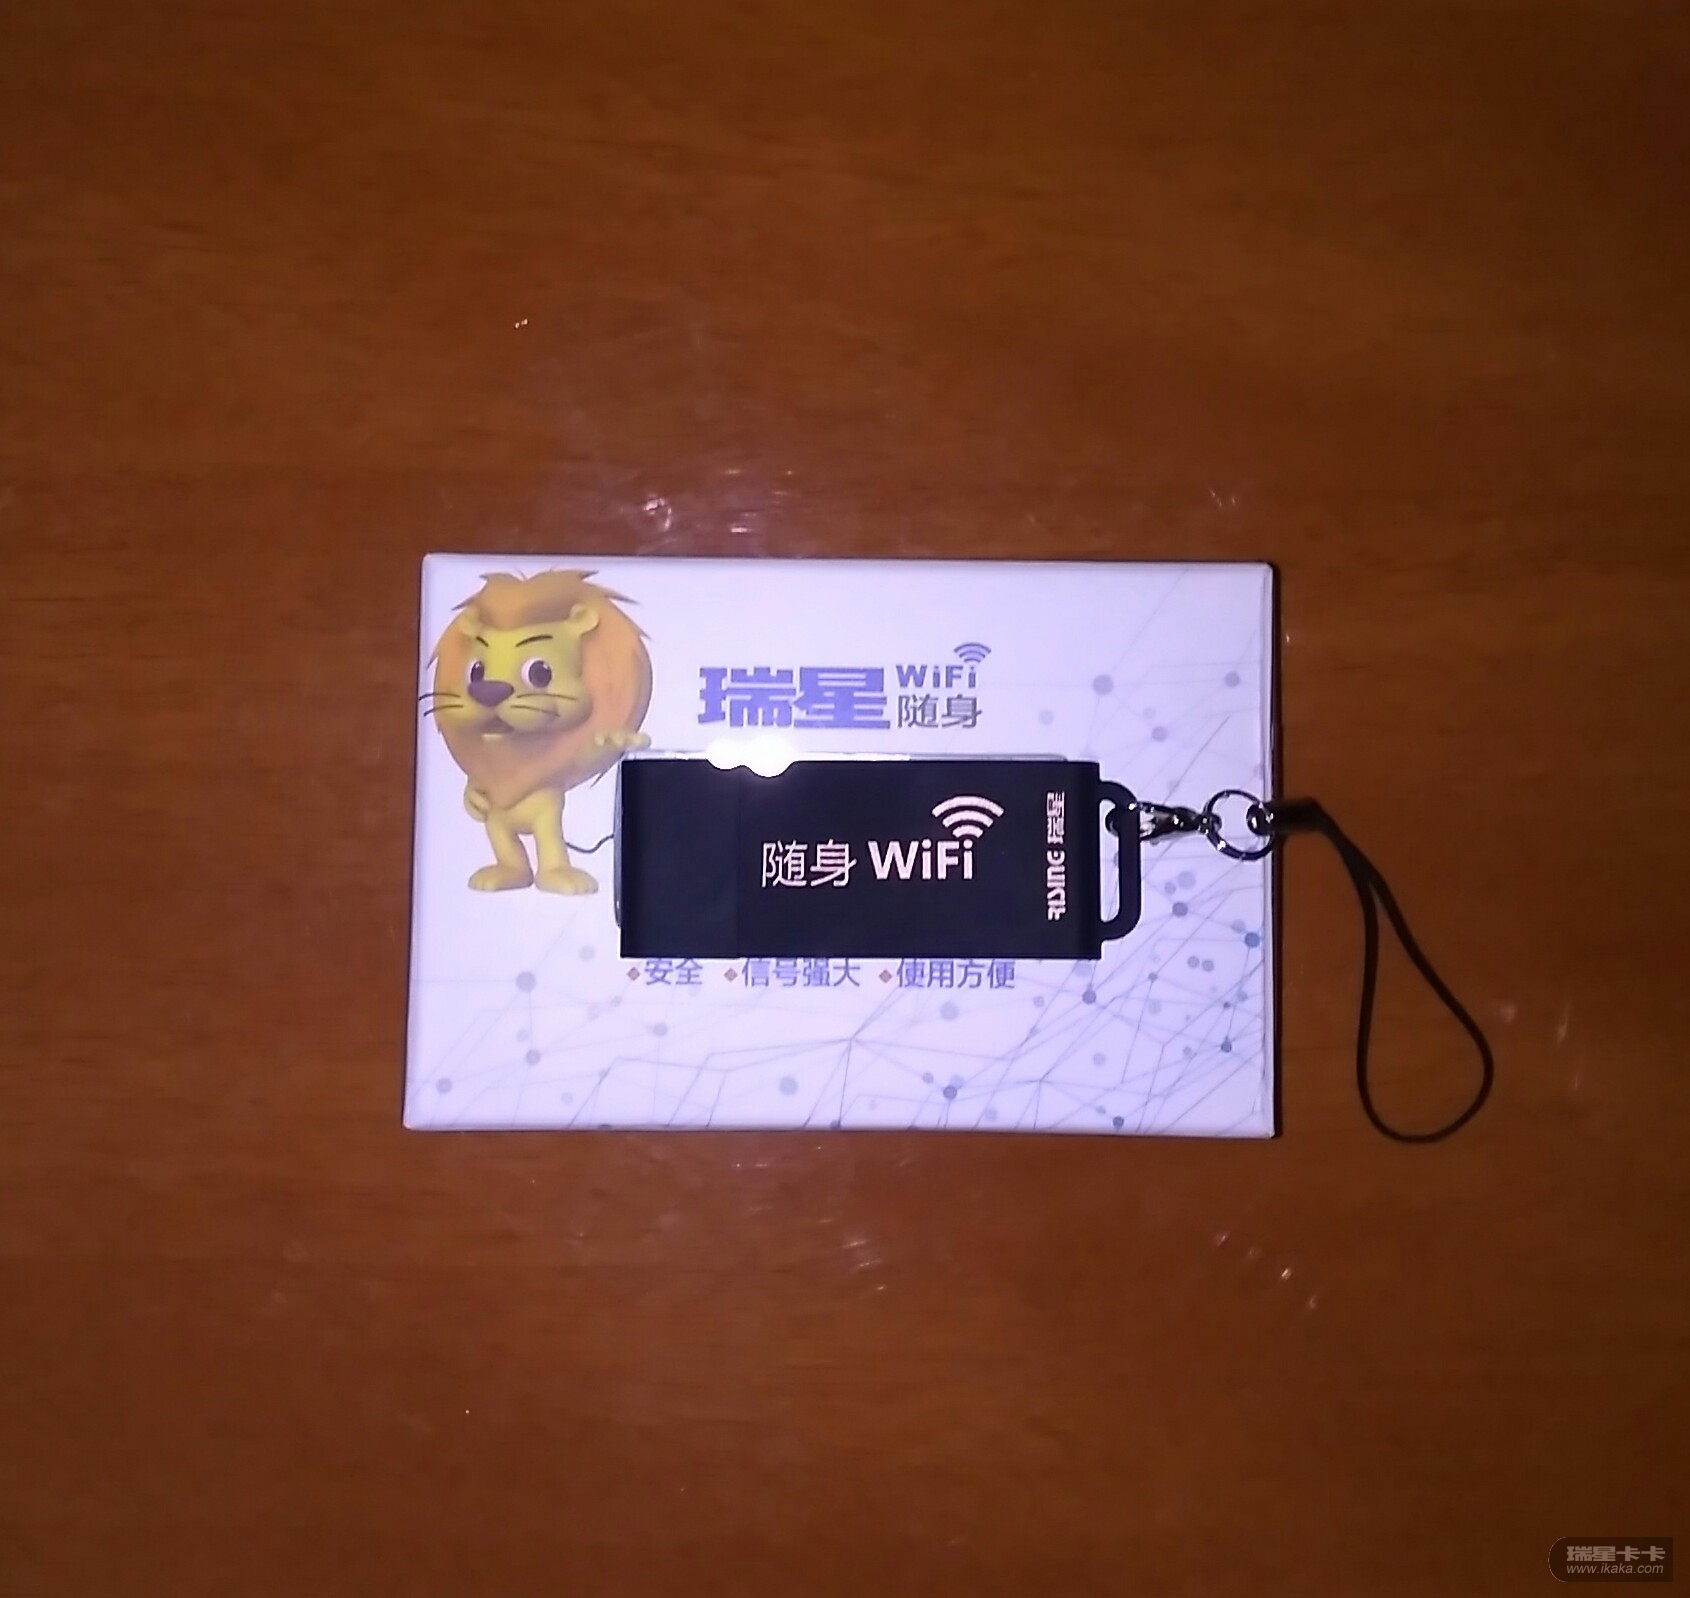 瑞星 WiFi
随身
随身 WiFi
RISING 瑞星
安全 信号强大 使用方便
瑞星卡卡
www.ikaka.com